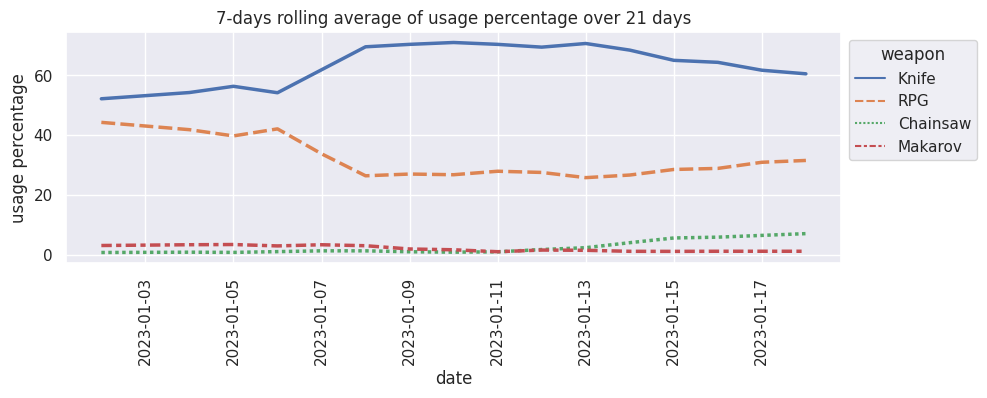 7-days rolling average of usage percentage over 21 days
usage percentage
60
40
20
0
2023-01-03
2023-01-05
2023-01-07
2023-01-09
2023-01-11
2023-01-13
2023-01-15
2023-01-17
date
weapon
Knife
RPG
Chainsaw
Makarov